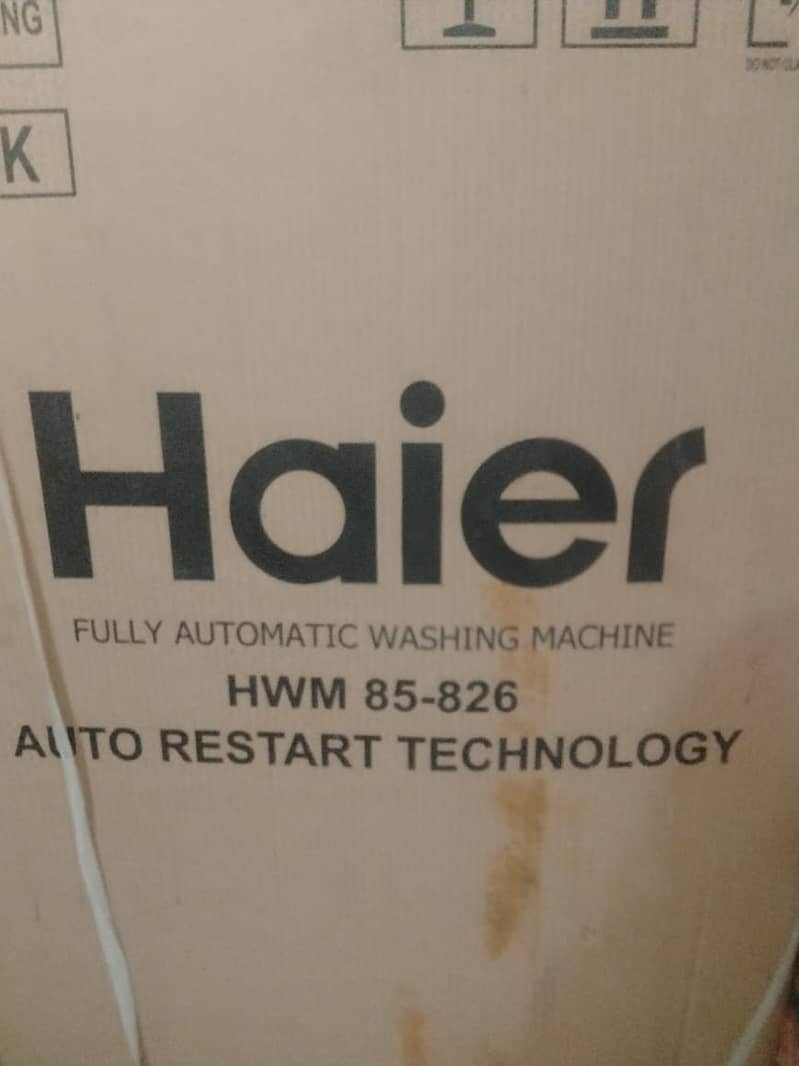 NG
K
Haier
FULLY AUTOMATIC WASHING MACHINE
HWM 85-826
AUTO RESTART TECHNOLOGY